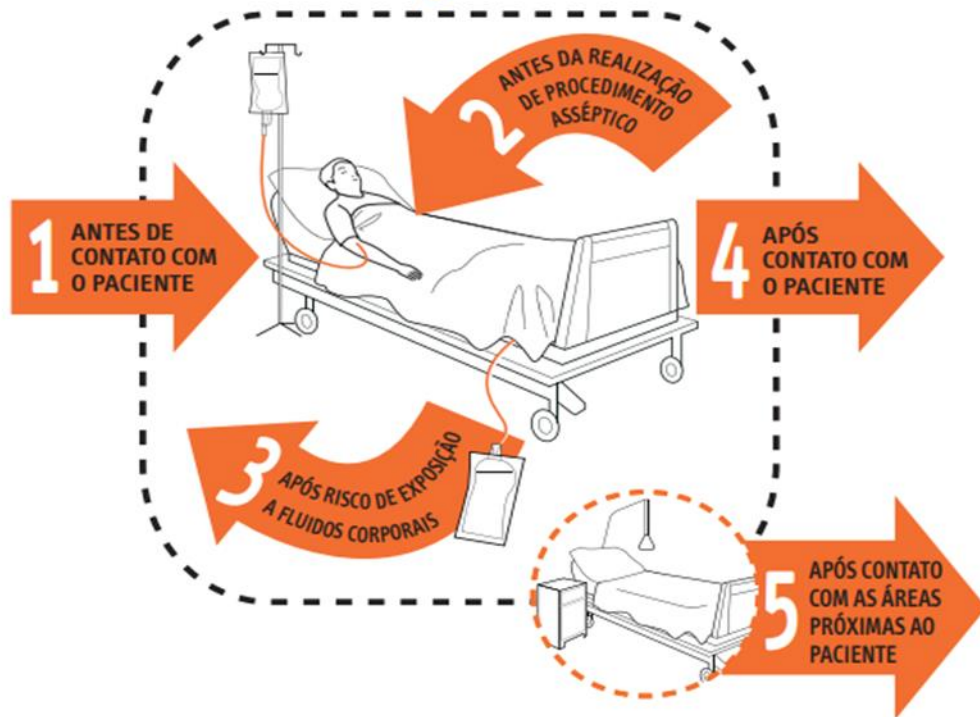 1
ANTES DE
CONTATO COM
O PACIENTE
2
ANTES DA REALIZAÇÃO
DE PROCEDIMENTO
ASSÉPTICO
3
APÓS RISCO DE EXPOSIÇÃO
A FLUIDOS CORPORAIS
4
APÓS
CONTATO COM
O PACIENTE
5
APÓS CONTATO
COM AS ÁREAS
PRÓXIMAS AO
PACIENTE